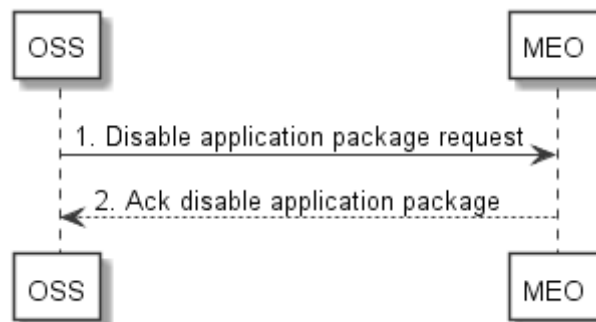 OSS
MEO
1. Disable application package request
2. Ack disable application package
OSS
MEO